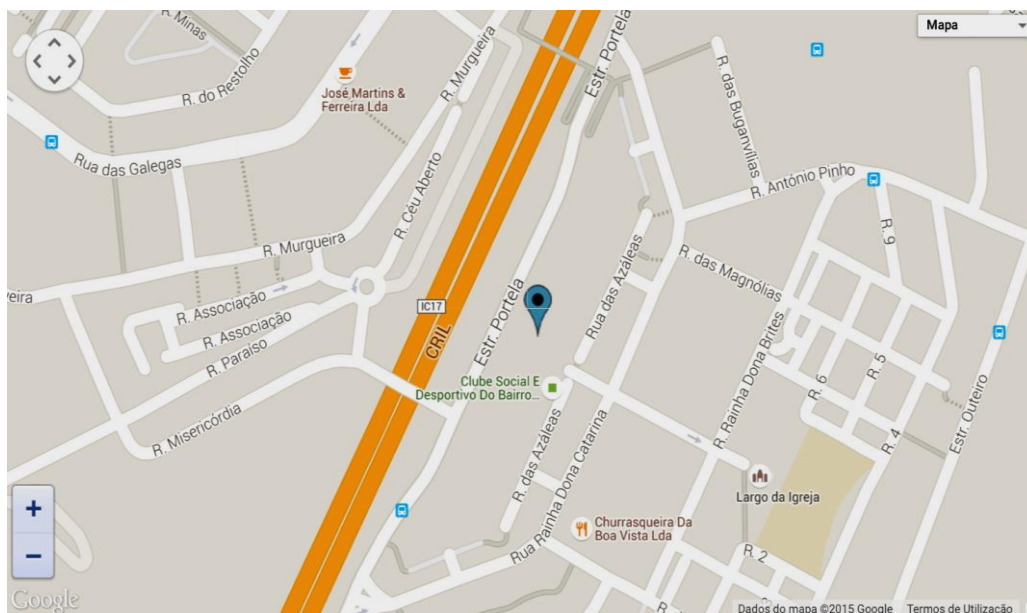 R. Minas
R. do Restolho
R. Murgueira
Estr. Portela
Mapa
José Martins &
Ferreira Lda
R. das Buganvílias
Rua das Galegas
R. Céu Aberto
R. António Pinho
R. 9
R. Murgueira
R. das Magnólias
Rua das Azáleas
R. Associação
IC17
Estr. Portela
R. Associação
CRIL
R. Paraíso
R. Rainha Dona Brites
R. 5
R. 6
Clube Social E
Desportivo Do Bairro...
Estr. Outeiro
R. Misericórdia
R. 4
R. das Azáleas
Rua Rainha Dona Catarina
Largo da Igreja
+
Churrasqueira Da
Boa Vista Lda
R. 2
−
Google
Dados do mapa ©2015 Google
Termos de Utilização